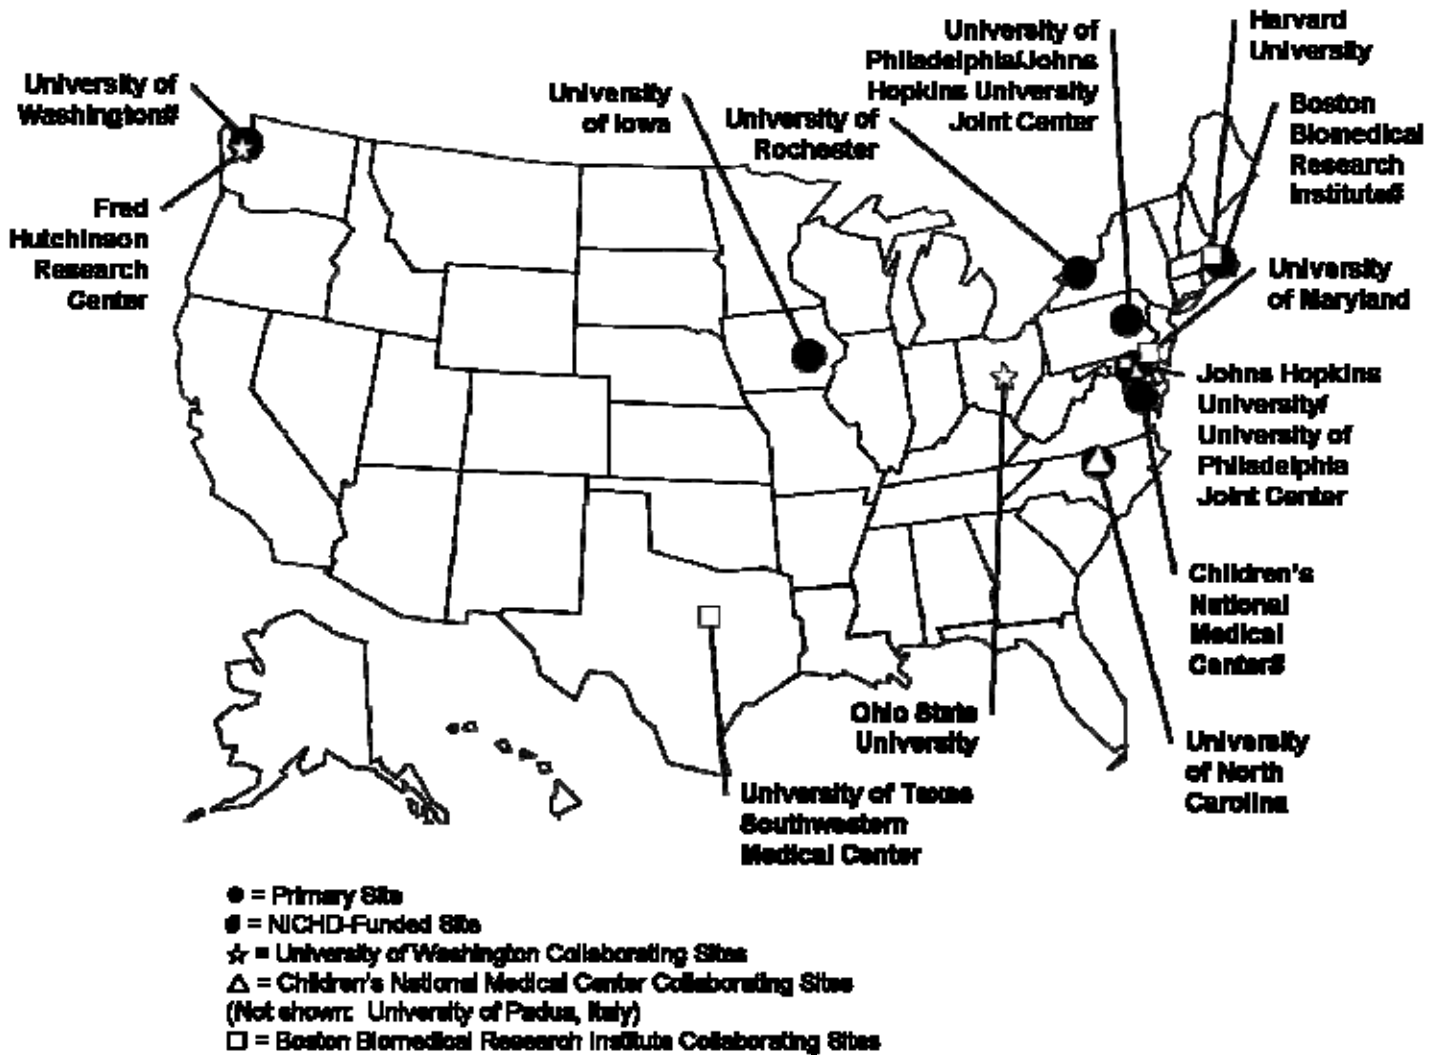 University of
Washington#
Fred
Hutchinson
Research
Center
University
of Iowa
University of
Rochester
University of
Philadelphia/Johns
Hopkins University
Joint Center
Harvard
University
Boston
Biomedical
Research
Institute#
University
of Maryland
Johns Hopkins
University/
University of
Philadelphia
Joint Center
Children's
National
Medical
Center#
University
of North
Carolina
Ohio State
University
University of Texas
Southwestern
Medical Center
● = Primary Site
# = NICHD-Funded Site
☆ = University of Washington Collaborating Sites
△ = Children's National Medical Center Collaborating Sites
(Not shown: University of Padua, Italy)
□ = Boston Biomedical Research Institute Collaborating Sites